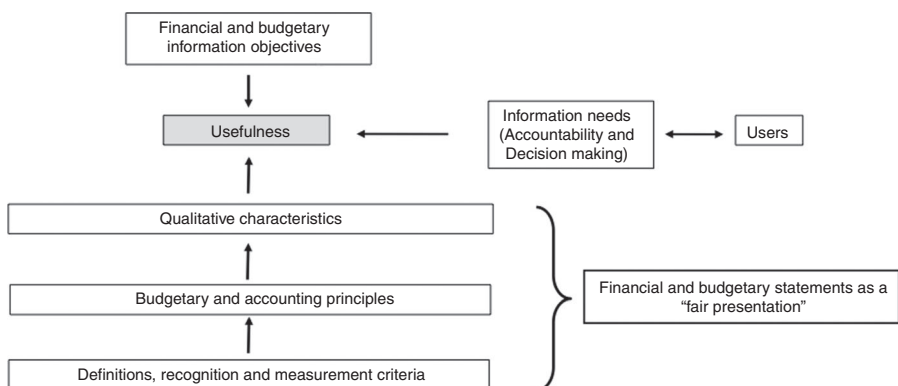 Financial and budgetary
information objectives
Usefulness
Information needs
(Accountability and
Decision making)
Users
Qualitative characteristics
Budgetary and accounting principles
Financial and budgetary statements as a
“fair presentation”
Definitions, recognition and measurement criteria